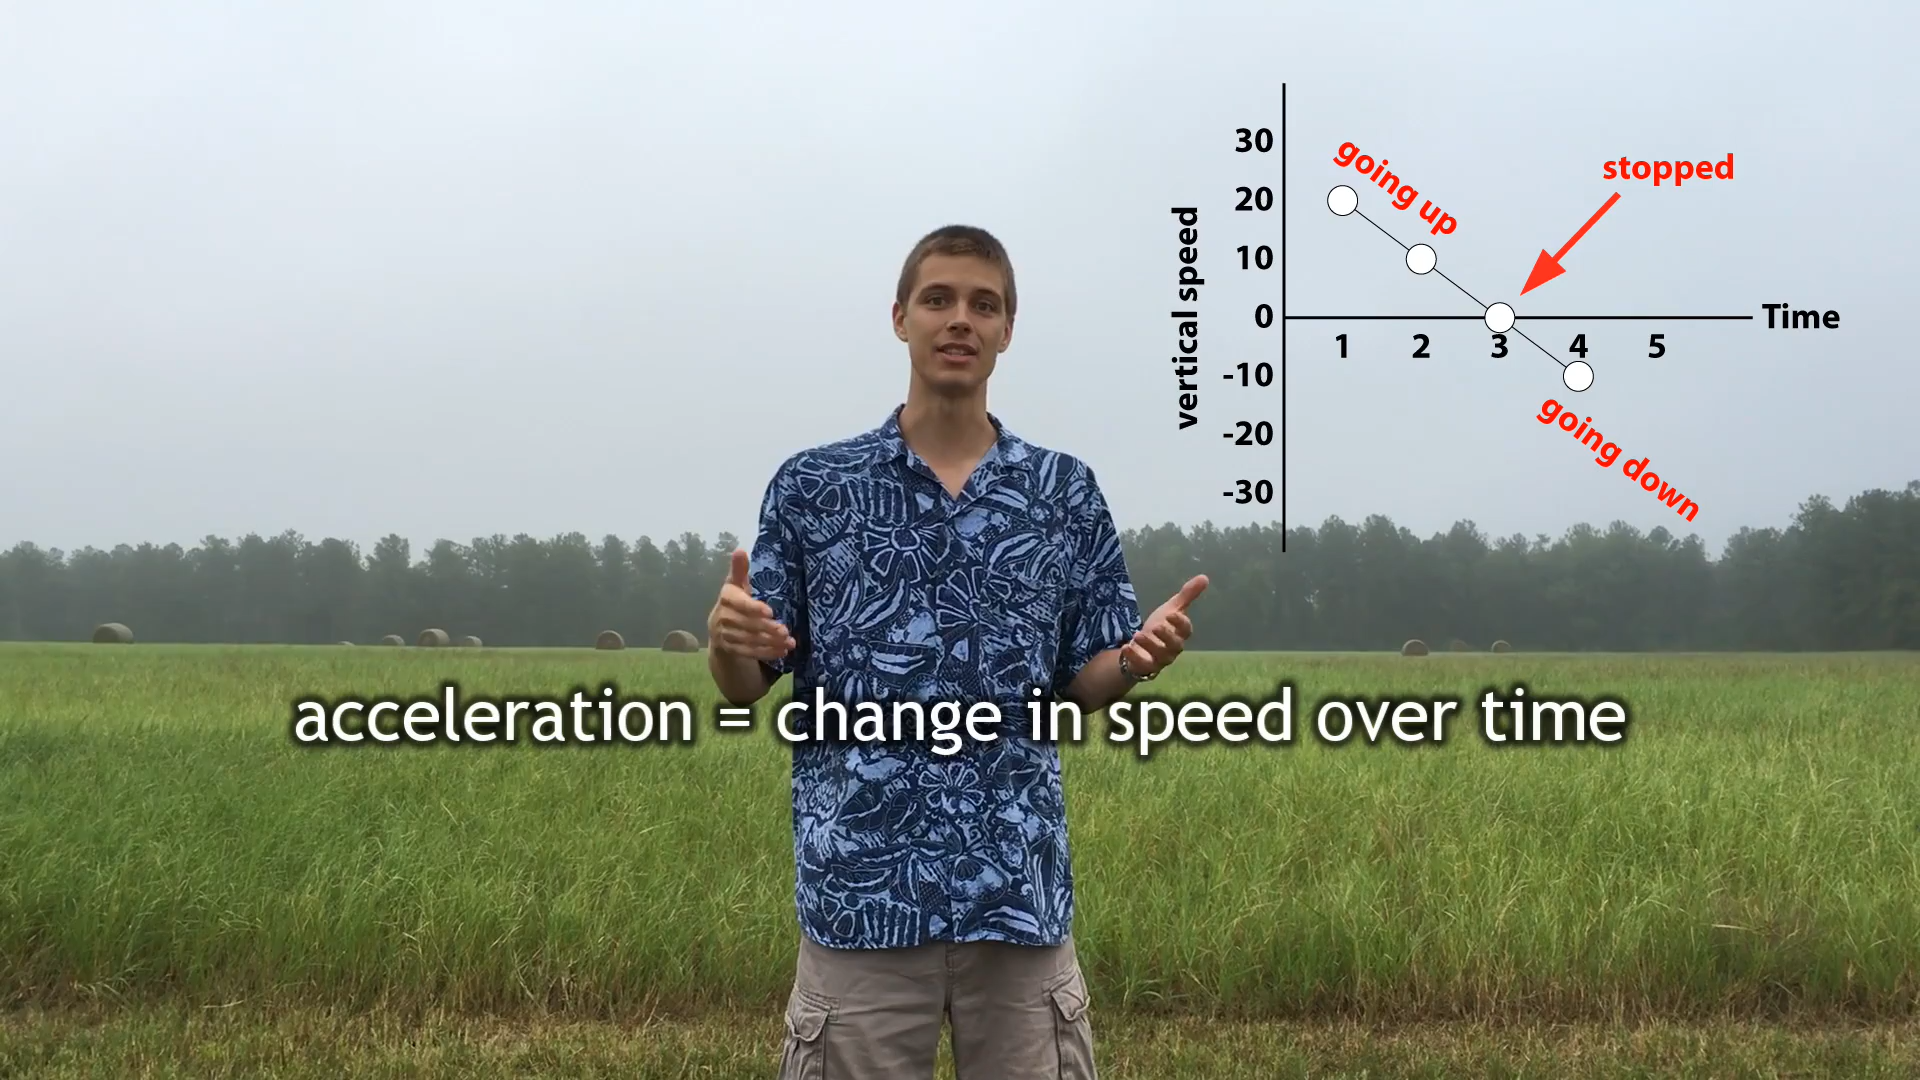 30
20
10
0
-10
-20
-30
vertical speed
going up
stopped
Time
1 2 3 4 5
going down
acceleration = change in speed over time